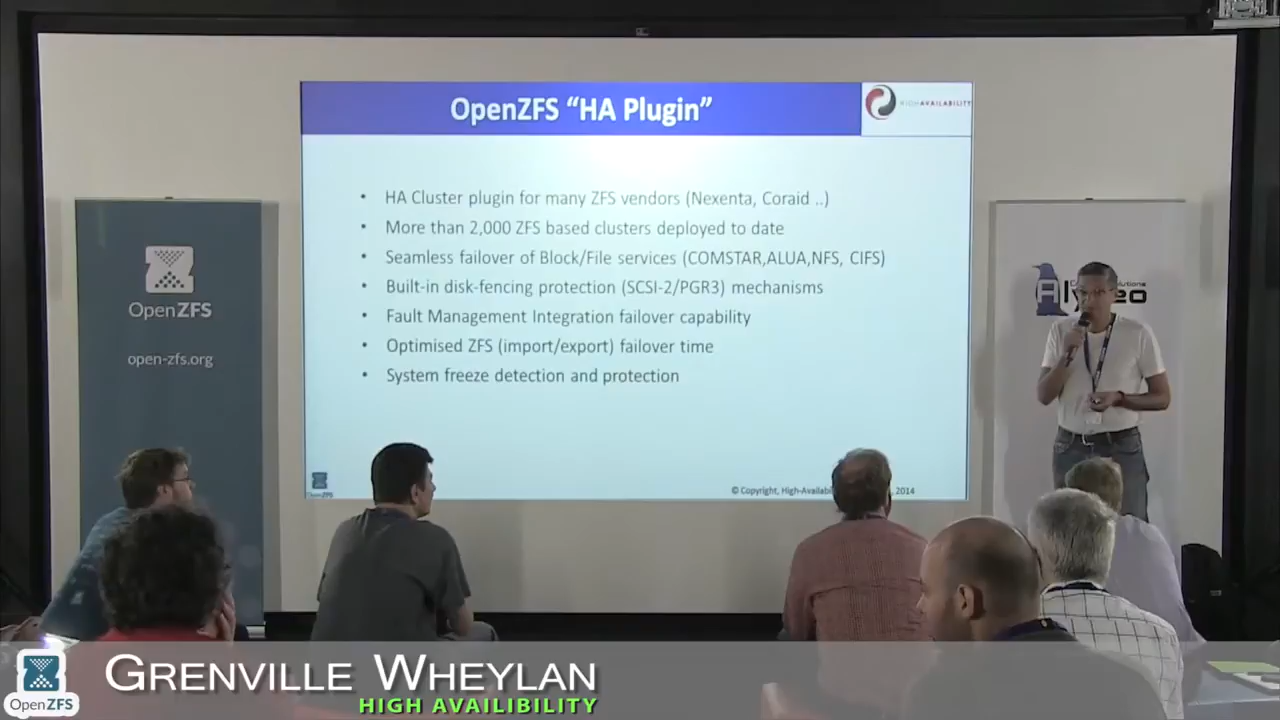 OpenZFS “HA Plugin”
HIGHAVAILABILITY
• HA Cluster plugin for many ZFS vendors (Nexenta, Coraid ..)
• More than 2,000 ZFS based clusters deployed to date
• Seamless failover of Block/File services (COMSTAR,ALUA,NFS, CIFS)
• Built-in disk-fencing protection (SCSI-2/PGR3) mechanisms
• Fault Management Integration failover capability
• Optimised ZFS (import/export) failover time
• System freeze detection and protection
OpenZFS
© Copyright, High-Availab
2014
OpenZFS
open-zfs.org
GRENVILLE WHEYLAN
HIGH AVAILIBILITY
OpenZFS